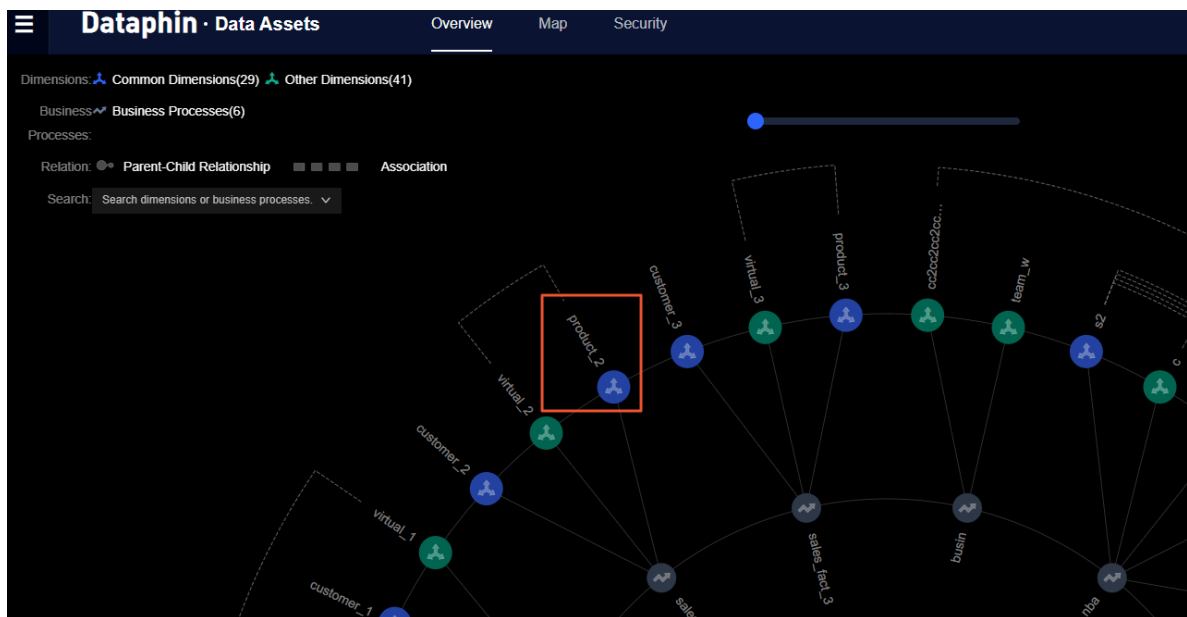 Dataphin · Data Assets
Overview
Map
Security
Dimensions: Common Dimensions(29) Other Dimensions(41)
Business Processes: Business Processes(6)
Relation: Parent-Child Relationship Association
Search: Search dimensions or business processes.
product_3
cc2cc2cc2cc...
team_w
virtual_3
customer_3
s2
product_2
c
virtual_2
customer_2
virtual_1
customer_1
sales_fact_3
busin